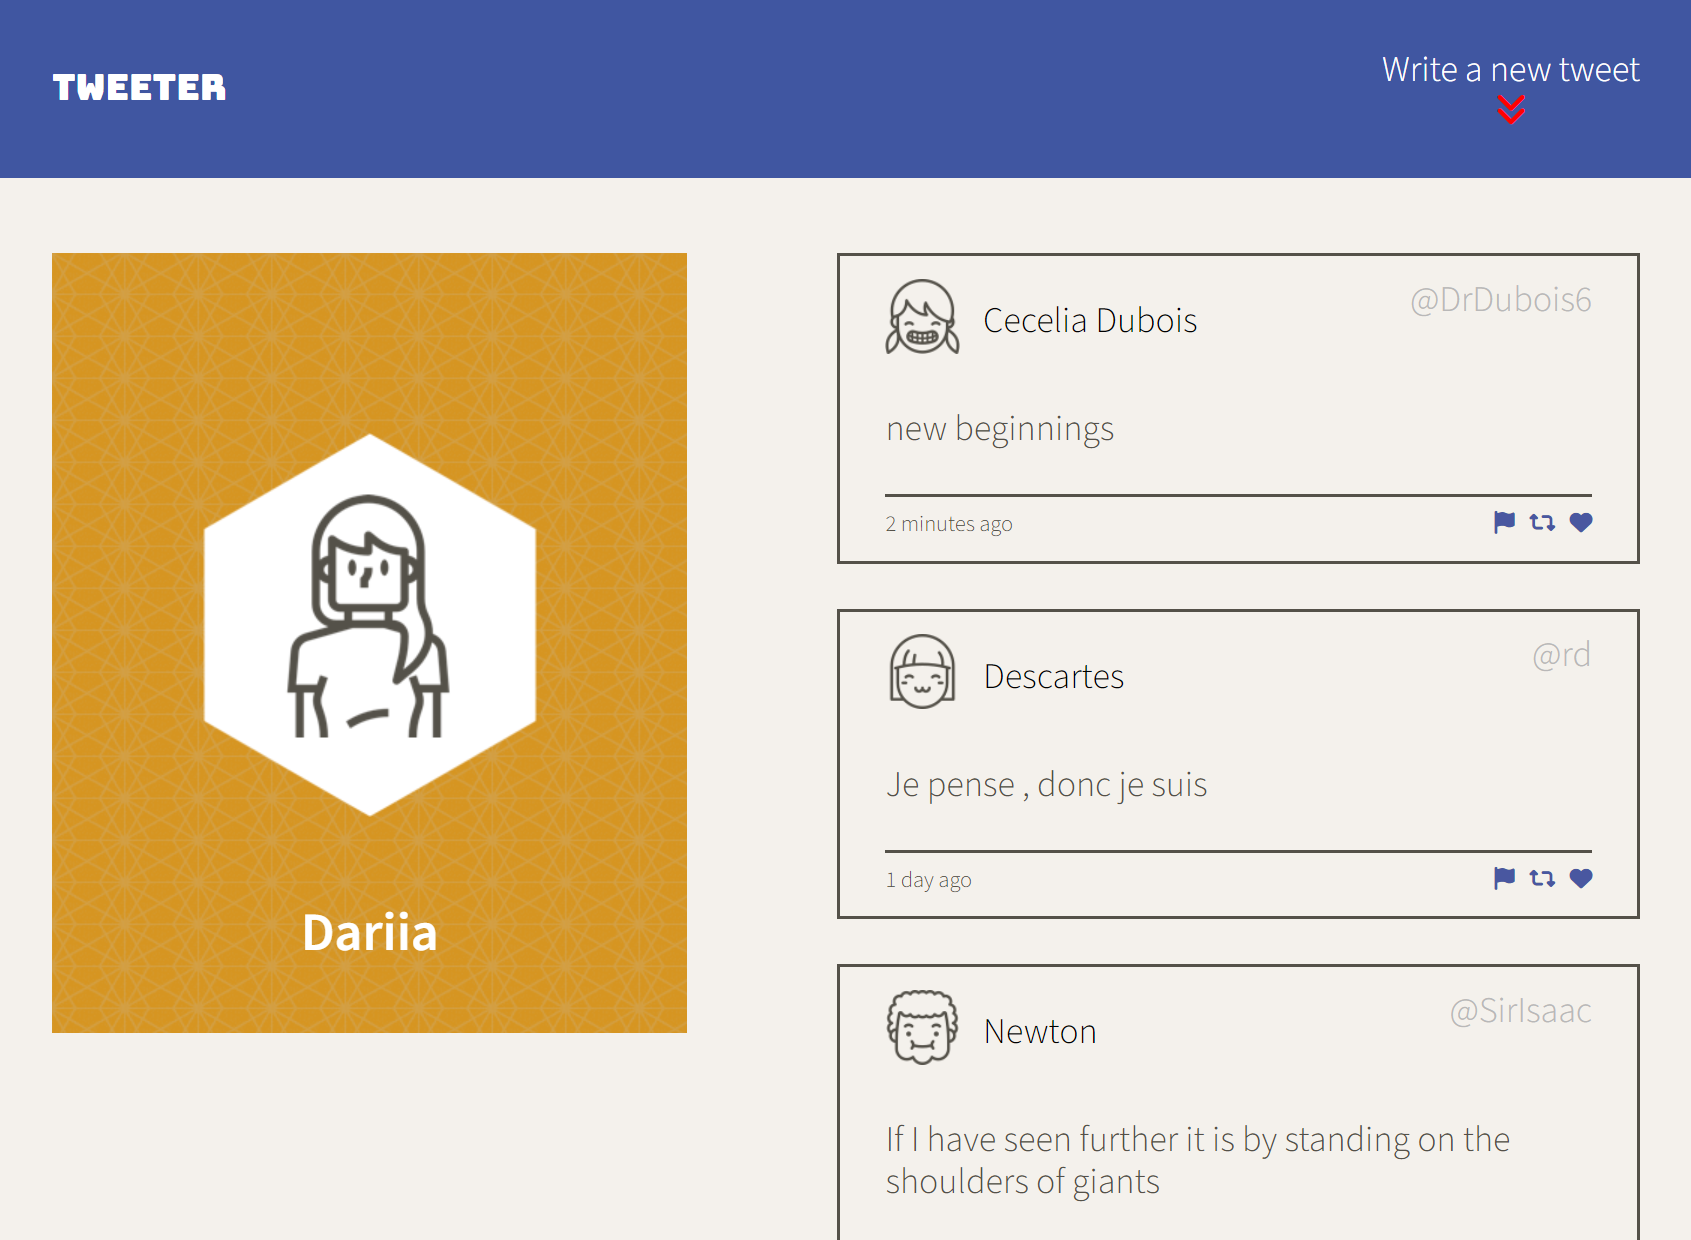 TWEETER
Write a new tweet
Dariia
Cecelia Dubois
@DrDubois6
new beginnings
2 minutes ago
Descartes
@rd
Je pense , donc je suis
1 day ago
Newton
@SirIsaac
If I have seen further it is by standing on the
shoulders of giants